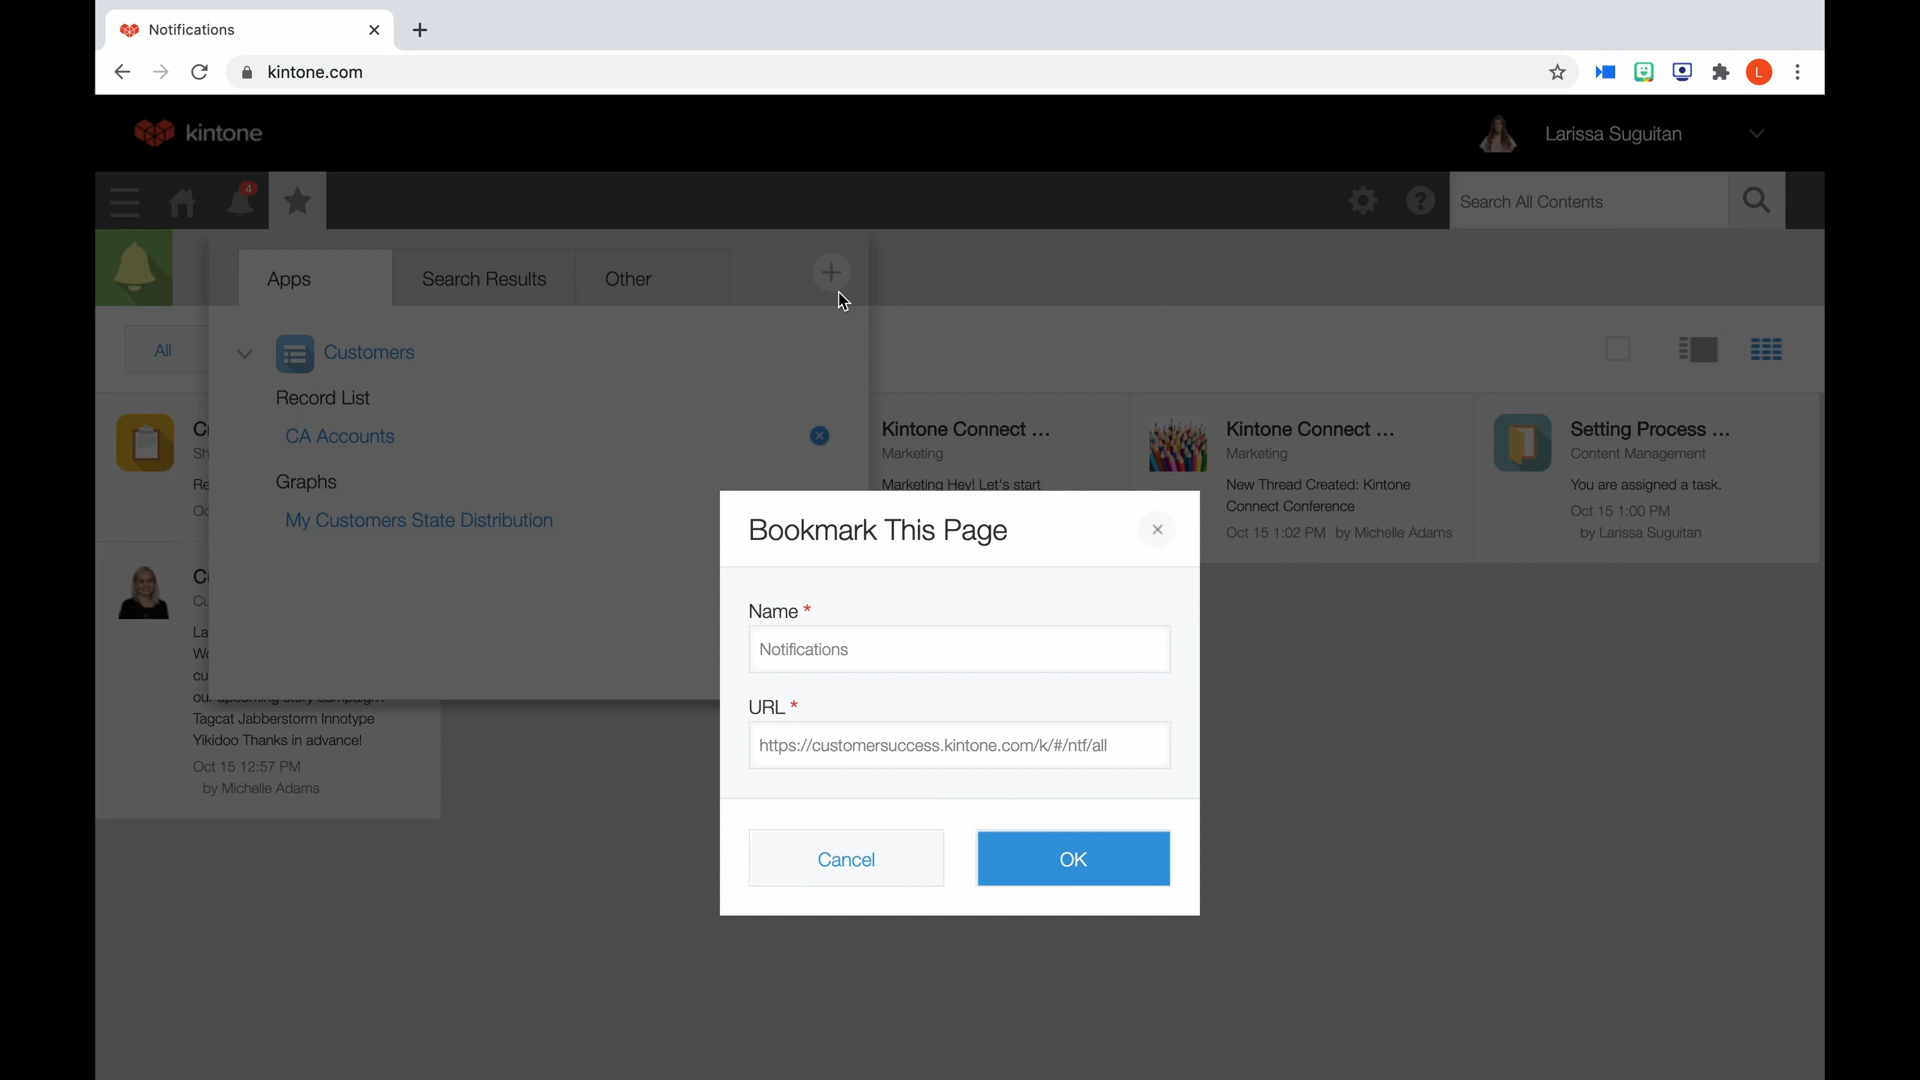 Notifications
kintone.com
L
kintone
Larissa Suguitan
4
Search All Contents
Apps
Search Results
Other
All
Customers
Record List
CA Accounts
Graphs
My Customers State Distribution
Kintone Connect ...
Marketing
Marketing Hey! Let's start
Kintone Connect ...
Marketing
New Thread Created: Kintone
Connect Conference
Oct 15 1:02 PM by Michelle Adams
Setting Process ...
Content Management
You are assigned a task.
Oct 15 1:00 PM
by Larissa Suguitan
our upcoming story campaign?
Tagcat Jabberstorm Innotype
Yikidoo Thanks in advance!
Oct 15 12:57 PM
by Michelle Adams
Bookmark This Page
Name *
Notifications
URL *
https://customersuccess.kintone.com/k/#/ntf/all
Cancel
OK